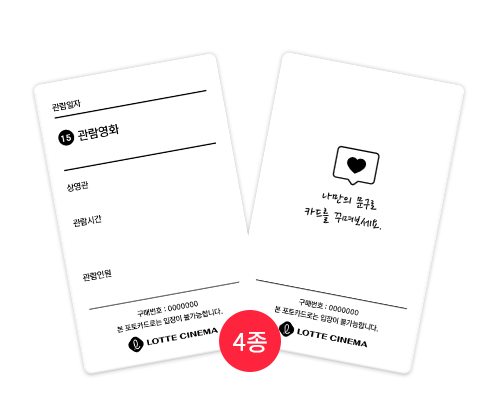 관람일자
15 관람영화
상영관
관람시간
관람인원
구매번호 : 0000000
본 포토카드로는 입장이 불가능합니다.
LOTTE CINEMA
나만의 문구로
카드를 꾸며보세요.
구매번호 : 0000000
본 포토카드로는 입장이 불가능합니다.
LOTTE CINEMA
4종